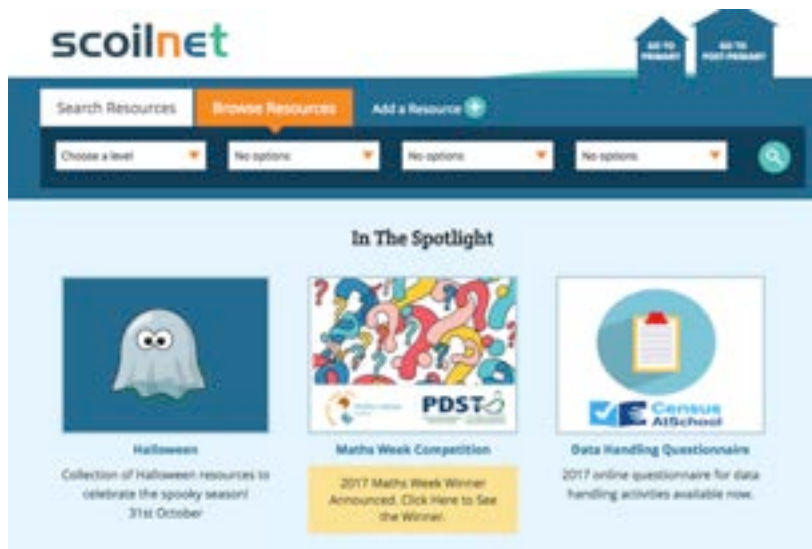 scoilnet
GO TO
PRIMARY
GO TO
POST-PRIMARY
Search Resources
Browse Resources
Add a Resource
Choose a level
No options
No options
No options
In The Spotlight
PDST
Census
AtSchool
Halloween
Collection of Halloween resources to
celebrate the spooky season!
31st October
Maths Week Competition
2017 Maths Week Winner
Announced. Click Here to See
the Winner.
Data Handling Questionnaire
2017 online questionnaire for data
handling activities available now.